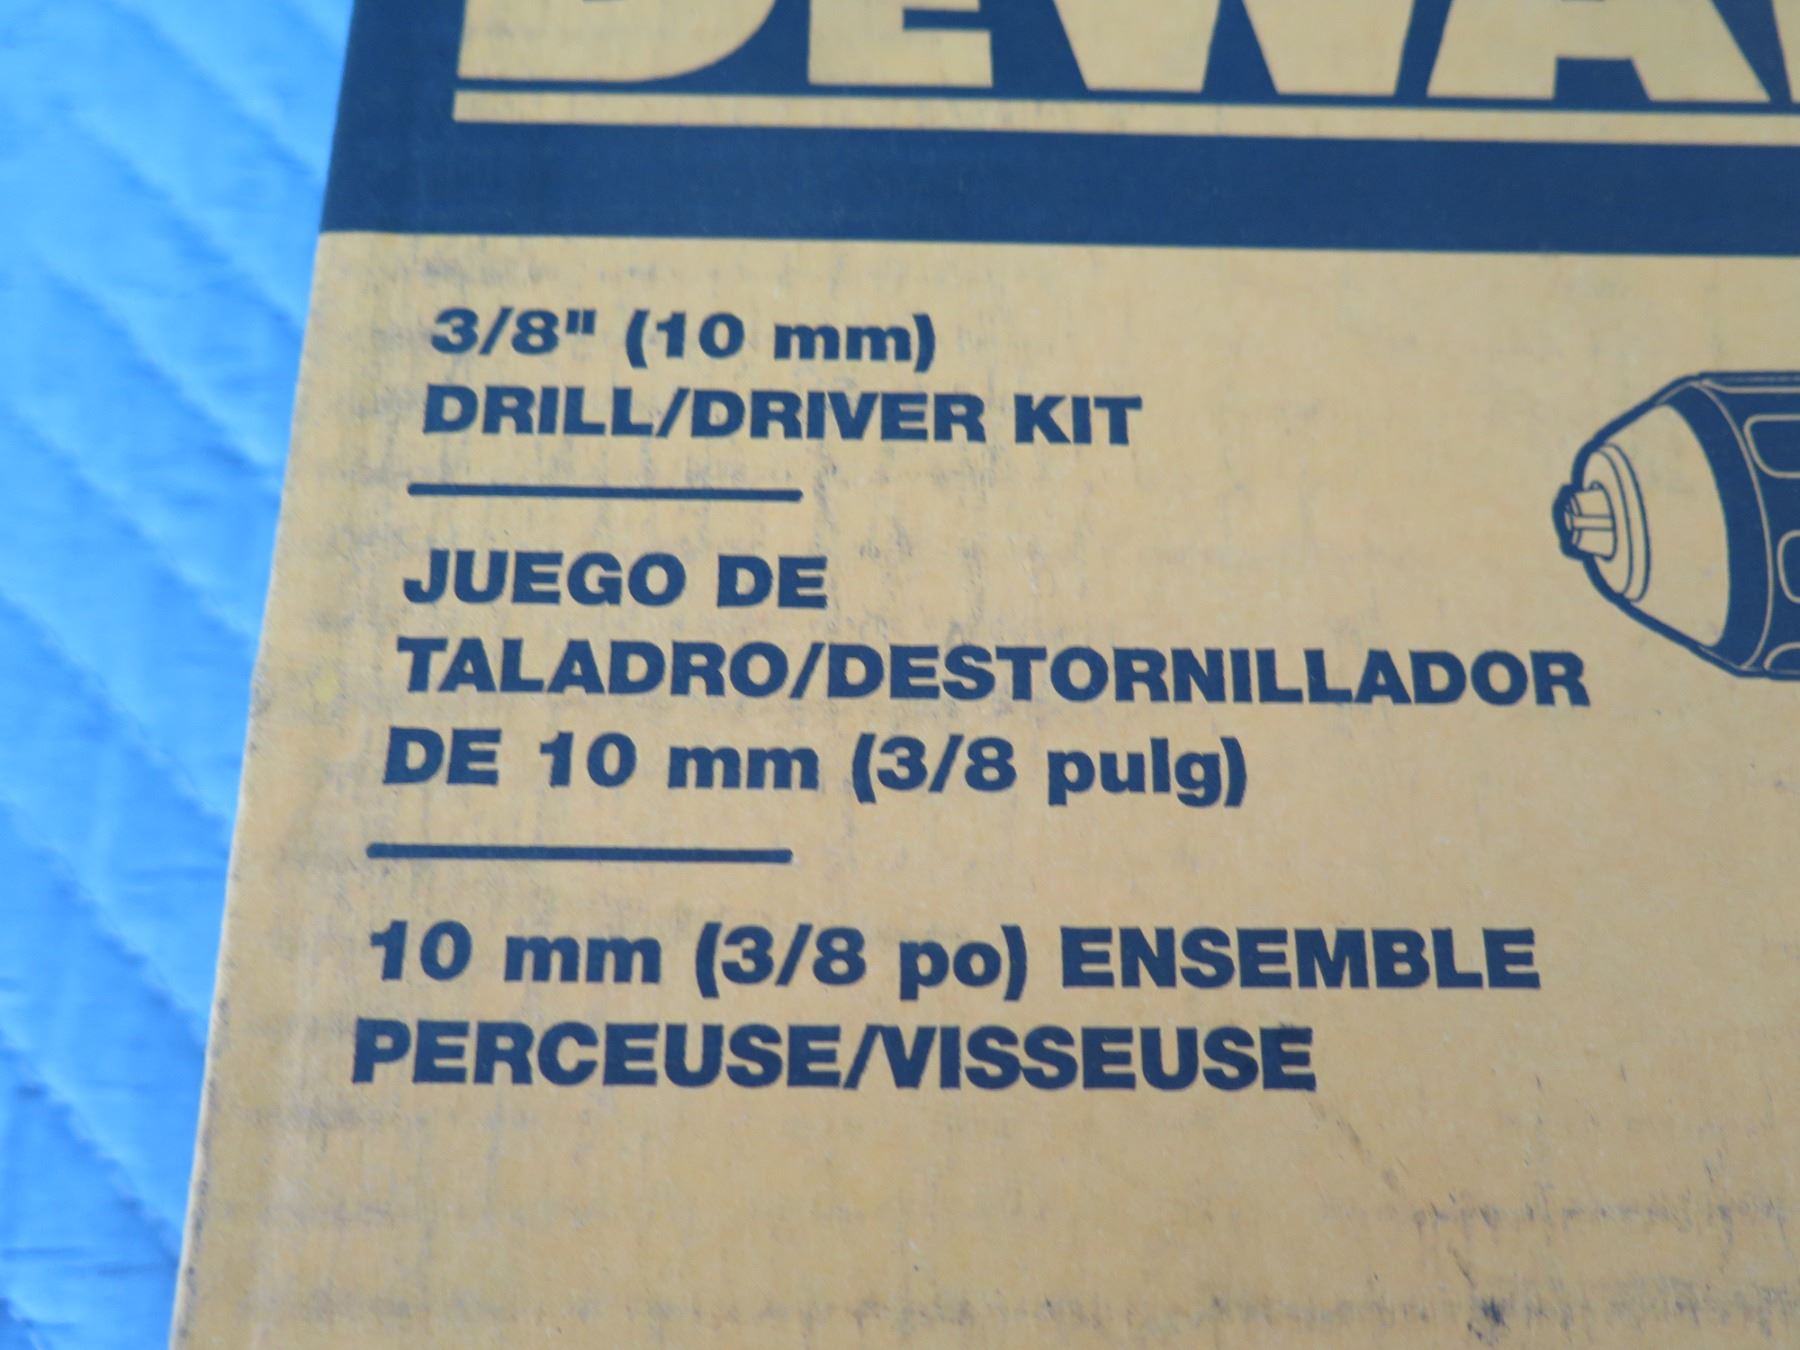 DEWA
3/8" (10 mm)
DRILL/DRIVER KIT
JUEGO DE
TALADRO/DESTORNILLADOR
DE 10 mm (3/8 pulg)
10 mm (3/8 po) ENSEMBLE
PERCEUSE/VISSEUSE